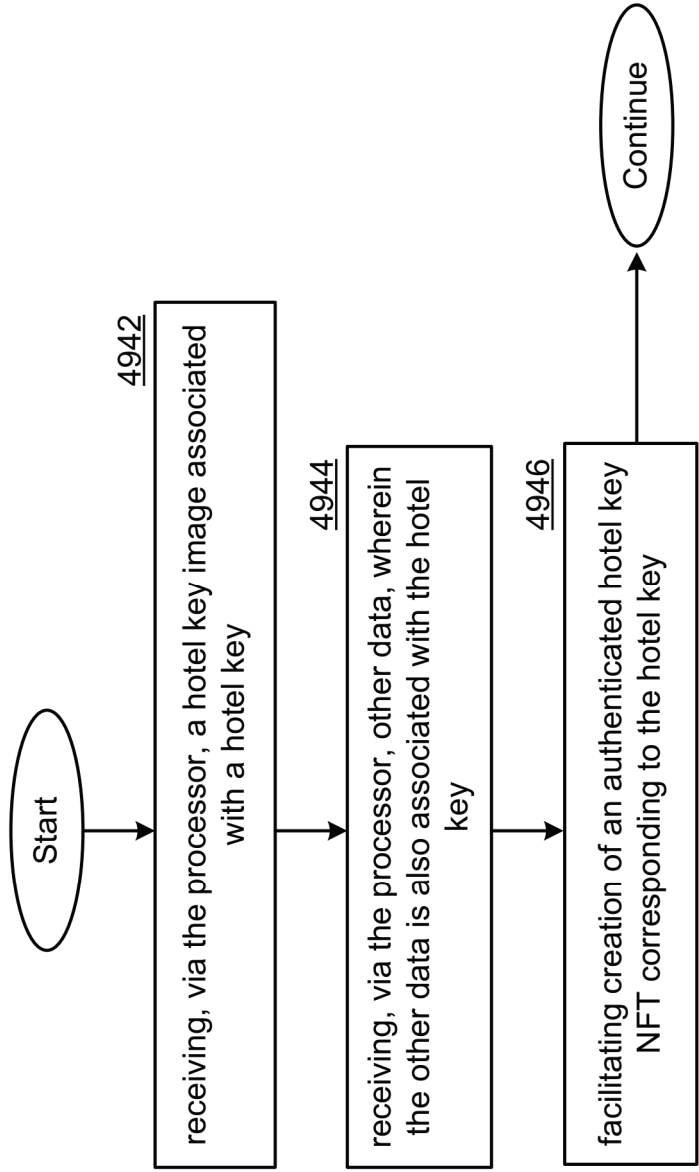 Start
4942
receiving, via the processor, a hotel key image associated
with a hotel key
4944
receiving, via the processor, other data, wherein
the other data is also associated with the hotel
key
4946
facilitating creation of an authenticated hotel key
NFT corresponding to the hotel key
Continue